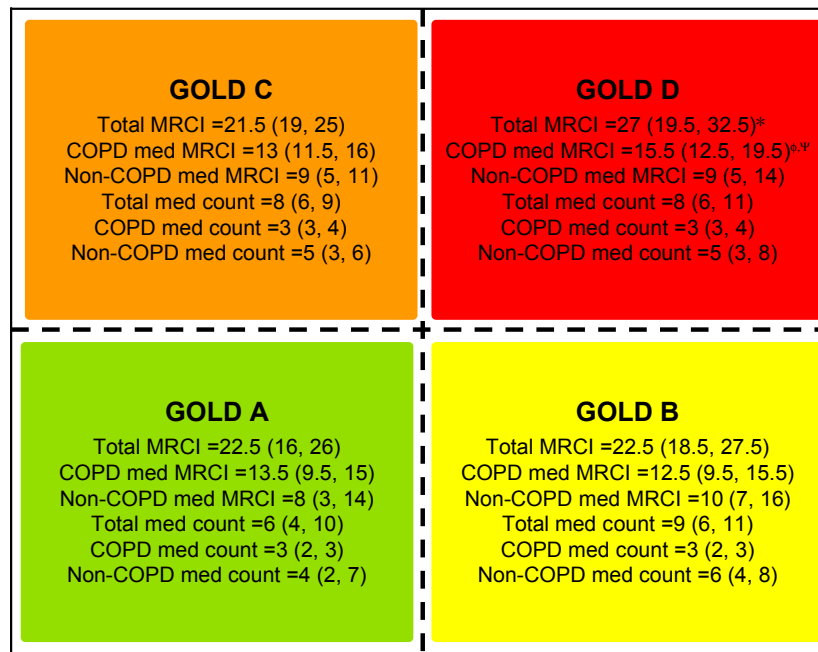 GOLD C
Total MRCI =21.5 (19, 25)
COPD med MRCI =13 (11.5, 16)
Non-COPD med MRCI =9 (5, 11)
Total med count =8 (6, 9)
COPD med count =3 (3, 4)
Non-COPD med count =5 (3, 6)
GOLD D
Total MRCI =27 (19.5, 32.5)*
COPD med MRCI =15.5 (12.5, 19.5)ᵠ,Ψ
Non-COPD med MRCI =9 (5, 14)
Total med count =8 (6, 11)
COPD med count =3 (3, 4)
Non-COPD med count =5 (3, 8)
GOLD A
Total MRCI =22.5 (16, 26)
COPD med MRCI =13.5 (9.5, 15)
Non-COPD med MRCI =8 (3, 14)
Total med count =6 (4, 10)
COPD med count =3 (2, 3)
Non-COPD med count =4 (2, 7)
GOLD B
Total MRCI =22.5 (18.5, 27.5)
COPD med MRCI =12.5 (9.5, 15.5)
Non-COPD med MRCI =10 (7, 16)
Total med count =9 (6, 11)
COPD med count =3 (2, 3)
Non-COPD med count =6 (4, 8)